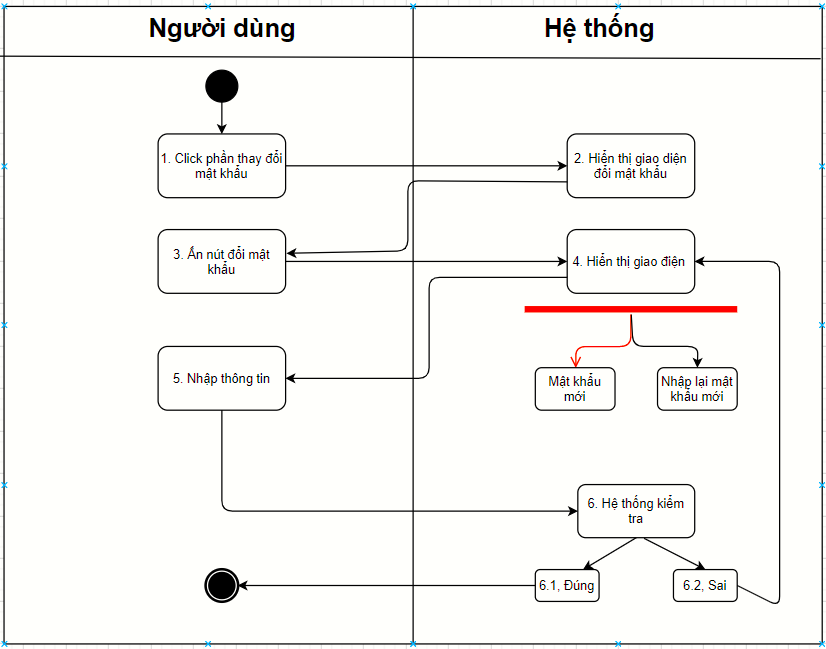 Người dùng
Hệ thống
1. Click phần thay đổi
mật khẩu
2. Hiển thị giao diện
đổi mật khẩu
3. Ấn nút đổi mật
khẩu
4. Hiển thị giao điện
5. Nhập thông tin
Mật khẩu
mới
Nhập lại mật
khẩu mới
6. Hệ thống kiểm
tra
6.1, Đúng
6.2, Sai